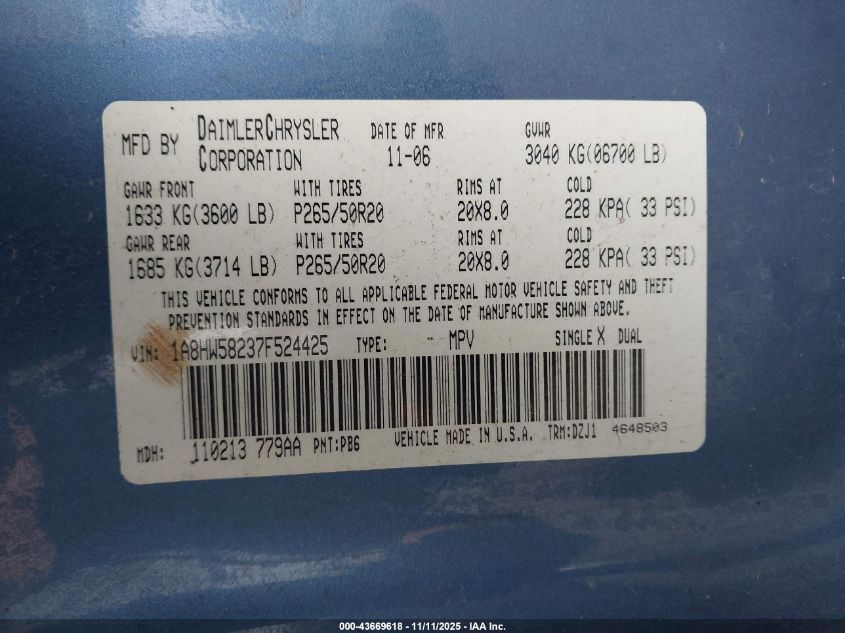 MFD BY DAIMLERCHRYSLER CORPORATION DATE OF MFR 11-06 GVWR 3040 KG(06700 LB)
GAWR FRONT WITH TIRES RIMS AT COLD
1633 KG(3600 LB) P265/50R20 20X8.0 228 KPA( 33 PSI)
GAWR REAR WITH TIRES RIMS AT COLD
1685 KG(3714 LB) P265/50R20 20X8.0 228 KPA( 33 PSI)
THIS VEHICLE CONFORMS TO ALL APPLICABLE FEDERAL MOTOR VEHICLE SAFETY AND THEFT
PREVENTION STANDARDS IN EFFECT ON THE DATE OF MANUFACTURE SHOWN ABOVE.
VIN: 1A8HW58237F524425 TYPE: MPV SINGLE X DUAL
MDH: 110213 779AA PNT:PB6 VEHICLE MADE IN U.S.A. TRM:DZJ1 4648503
000-43669618 - 11/11/2025 - IAA Inc.